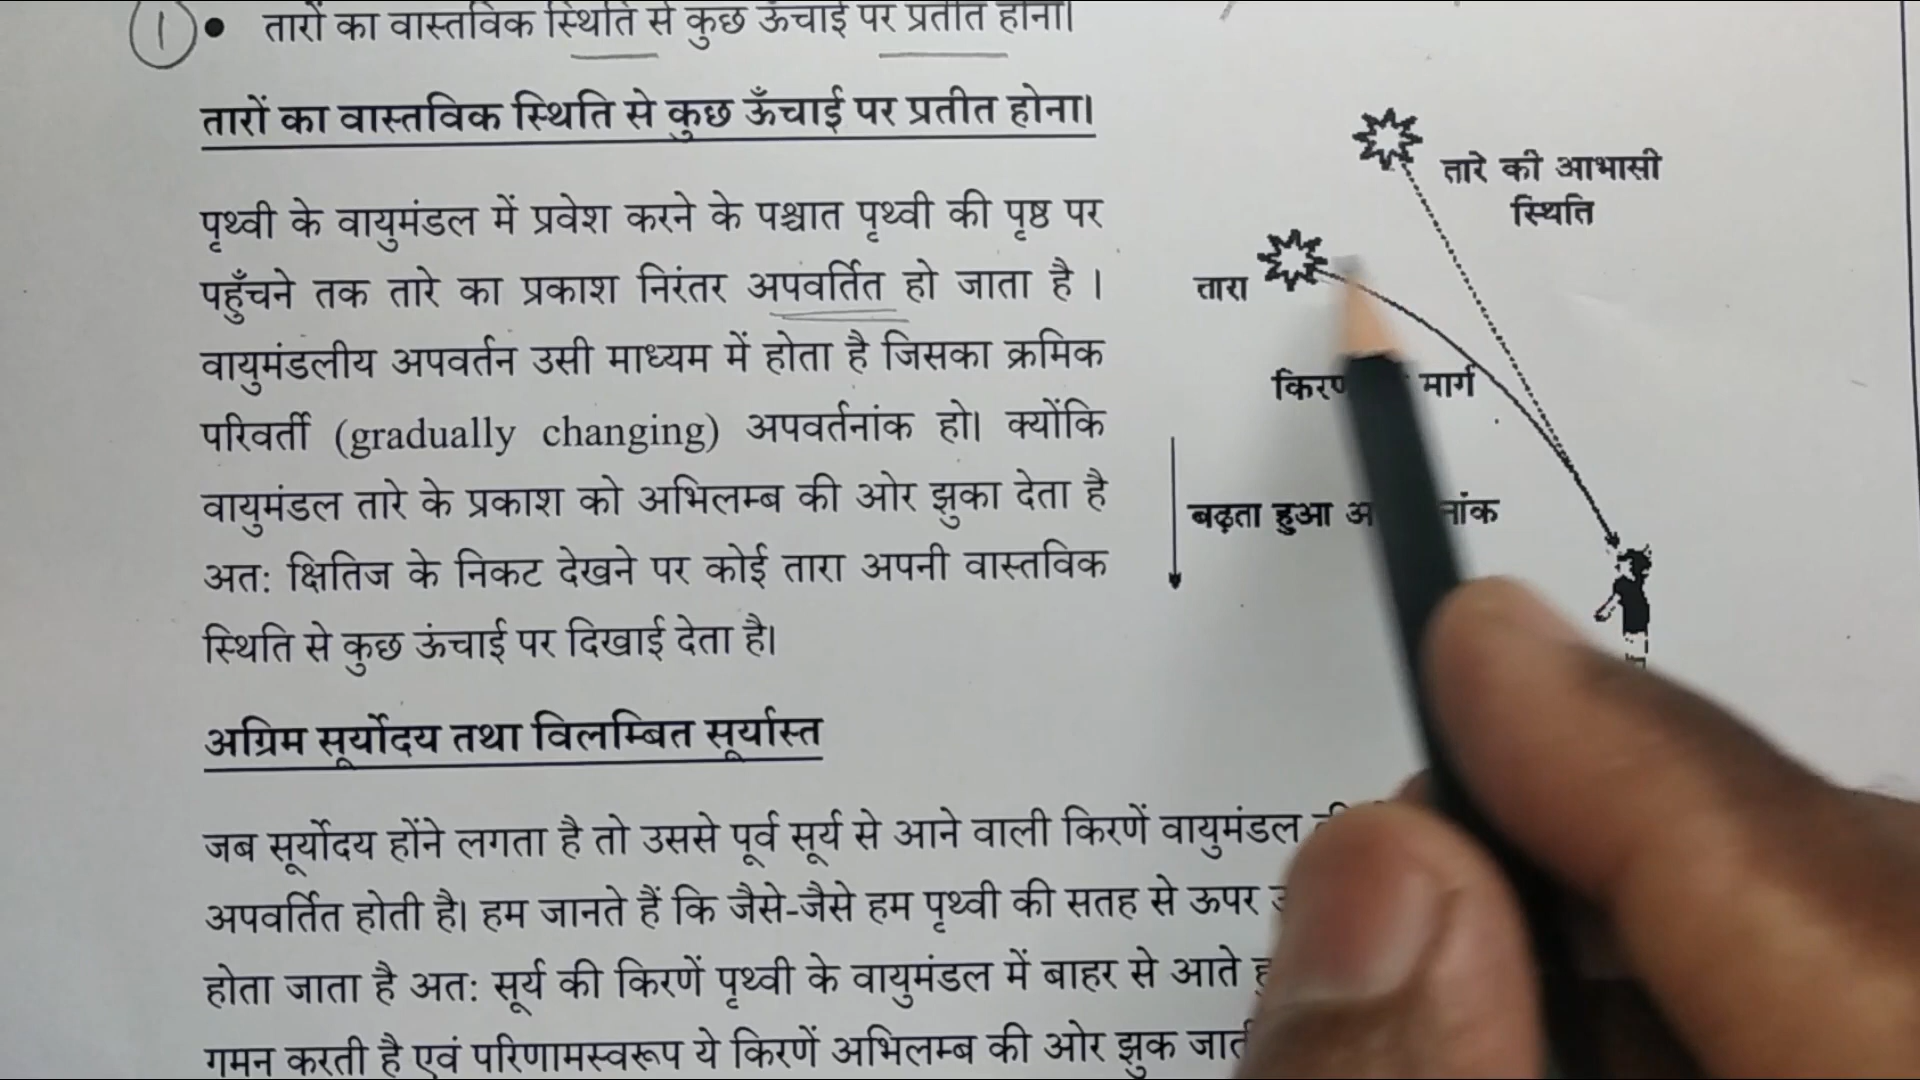 1 • तारों का वास्तविक स्थिति से कुछ ऊंचाई पर प्रतीत होना।
तारों का वास्तविक स्थिति से कुछ ऊँचाई पर प्रतीत होना।
पृथ्वी के वायुमंडल में प्रवेश करने के पश्चात पृथ्वी की पृष्ठ पर
पहुँचने तक तारे का प्रकाश निरंतर अपवर्तित हो जाता है ।
वायुमंडलीय अपवर्तन उसी माध्यम में होता है जिसका क्रमिक
परिवर्ती (gradually changing) अपवर्तनांक हो। क्योंकि
वायुमंडल तारे के प्रकाश को अभिलम्ब की ओर झुका देता है
अत: क्षितिज के निकट देखने पर कोई तारा अपनी वास्तविक
स्थिति से कुछ ऊंचाई पर दिखाई देता है।
तारे की आभासी
स्थिति
तारा
मार्ग
बढ़ता हुआ
अग्रिम सूर्योदय तथा विलम्बित सूर्यास्त
जब सूर्योदय होंने लगता है तो उससे पूर्व सूर्य से आने वाली किरणें वायुमंडल
अपवर्तित होती है। हम जानते हैं कि जैसे-जैसे हम पृथ्वी की सतह से ऊपर
होता जाता है अत: सूर्य की किरणें पृथ्वी के वायुमंडल में बाहर से आते
गमन करती है एवं परिणामस्वरूप ये किरणें अभिलम्ब की ओर झुक